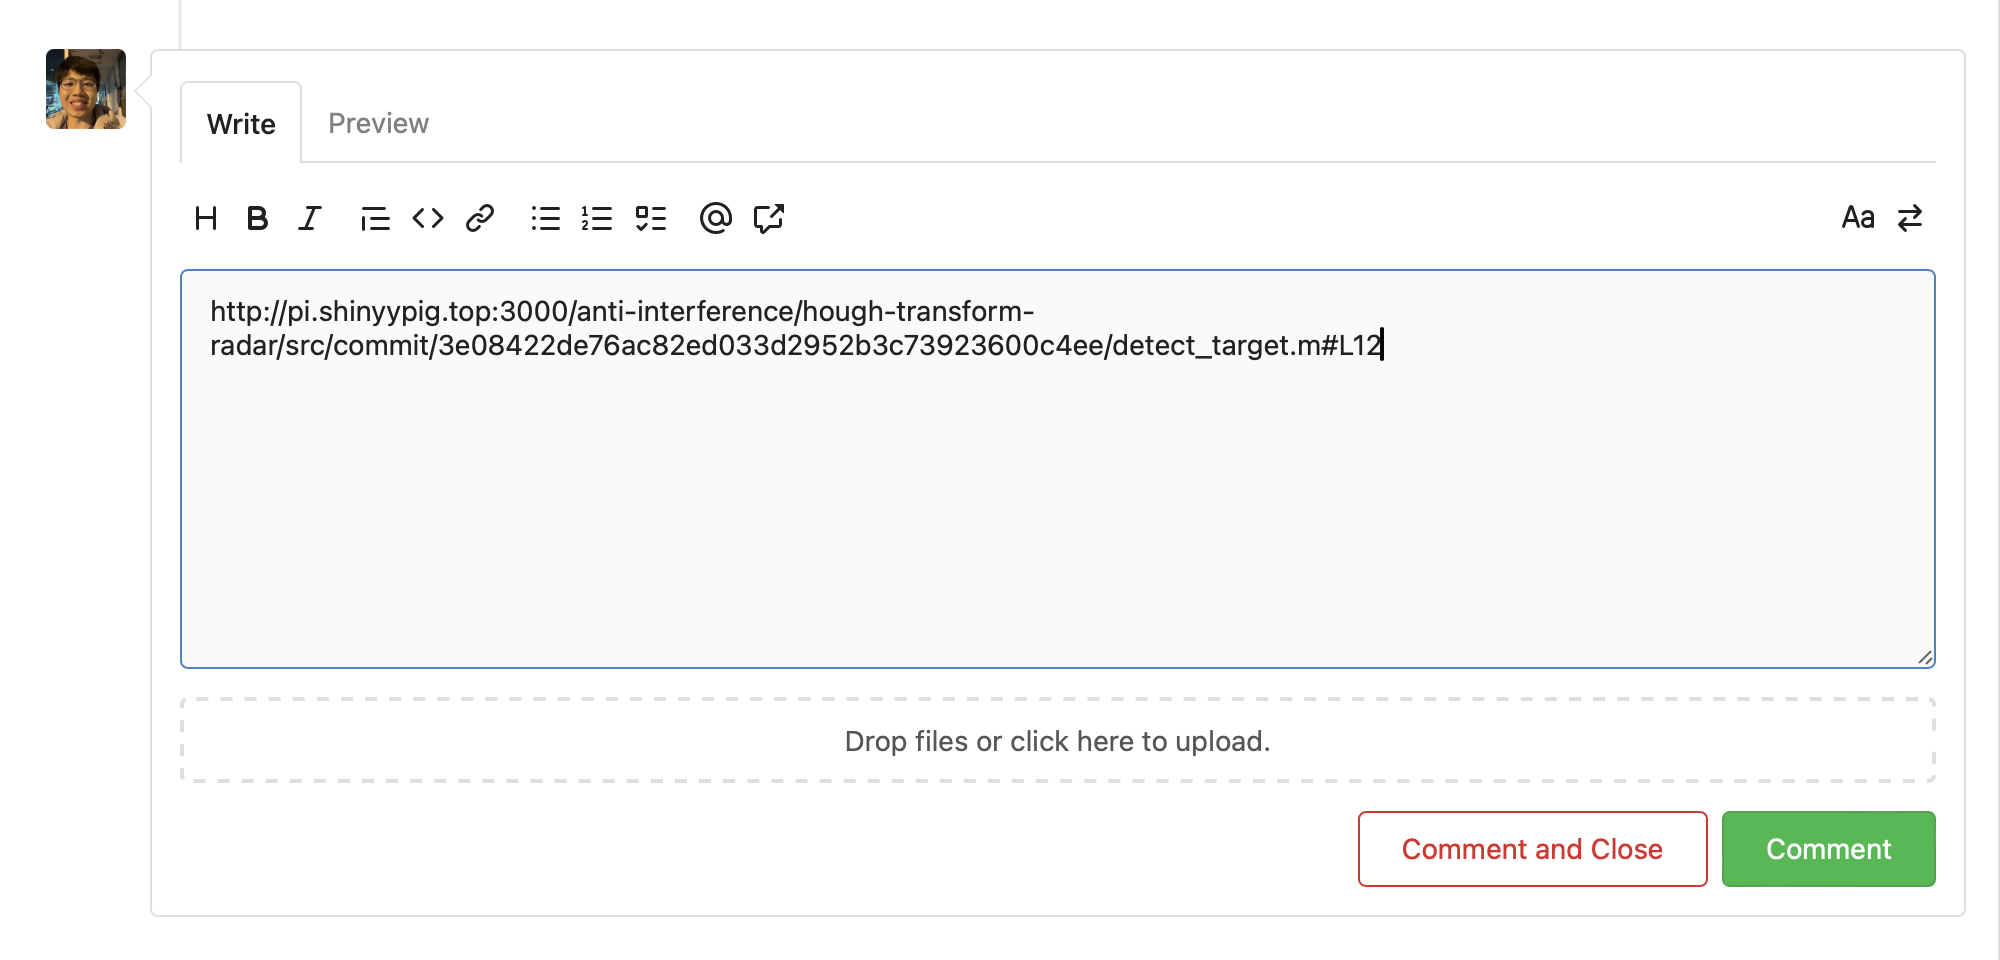 Write
Preview
Aa
http://pi.shinyypig.top:3000/anti-interference/hough-transform-
radar/src/commit/3e08422de76ac82ed033d2952b3c73923600c4ee/detect_target.m#L12
Drop files or click here to upload.
Comment and Close
Comment